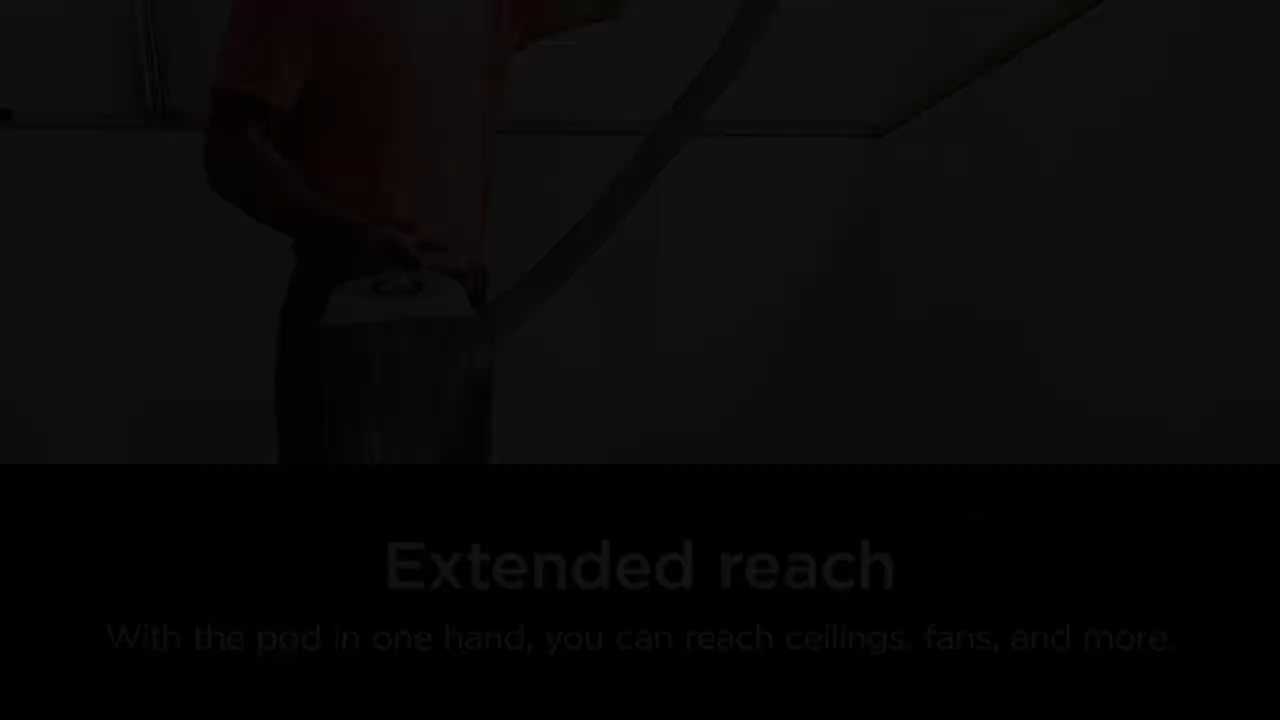 Extended reach
With the pod in one hand, you can reach ceilings, fans, and more.